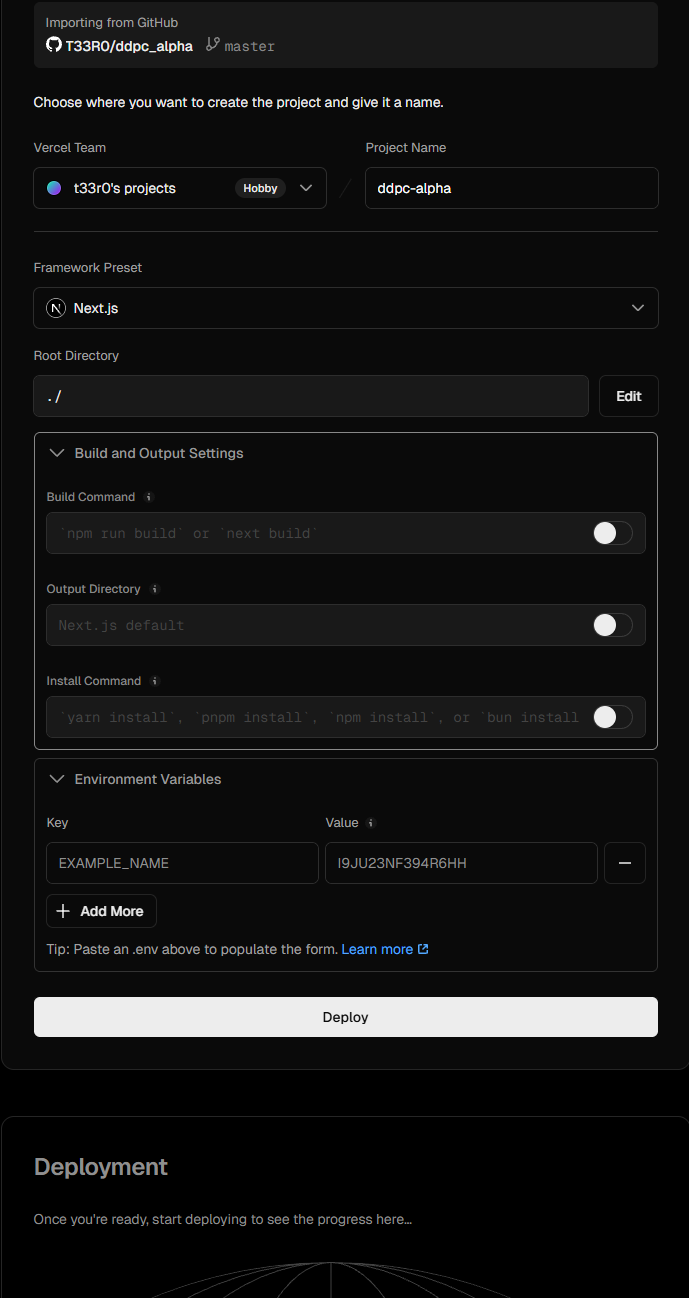 Importing from GitHub
T33R0/ddpc_alpha master
Choose where you want to create the project and give it a name.
Vercel Team
Project Name
t33r0's projects Hobby
/
ddpc-alpha
Framework Preset
N Next.js
Root Directory
./
Edit
Build and Output Settings
Build Command i
`npm run build` or `next build`
Output Directory i
Next.js default
Install Command i
`yarn install`, `pnpm install`, `npm install`, or `bun install
Environment Variables
Key
Value i
EXAMPLE_NAME
I9JU23NF394R6HH
+ Add More
Tip: Paste an .env above to populate the form. Learn more
Deploy
Deployment
Once you're ready, start deploying to see the progress here...